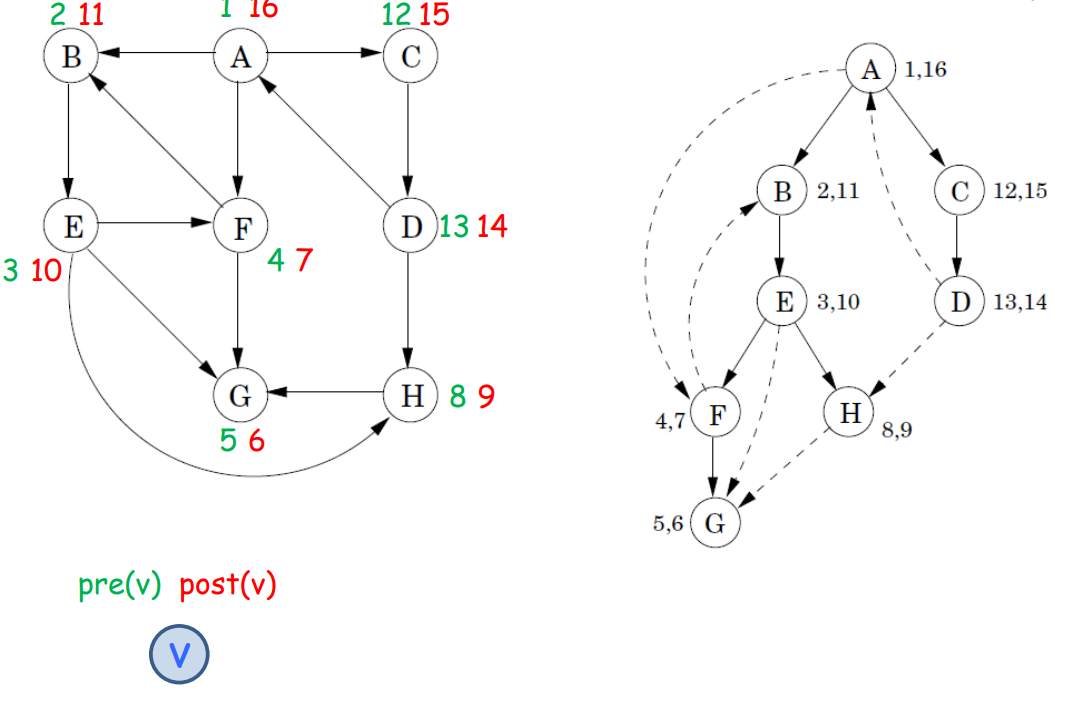 2 11
1 16
12 15
B
A
C
E
F
D
13 14
3 10
4 7
G
H
8 9
5 6
pre(v) post(v)
V
A 1,16
B 2,11
C 12,15
E 3,10
D 13,14
4,7 F
H 8,9
5,6 G